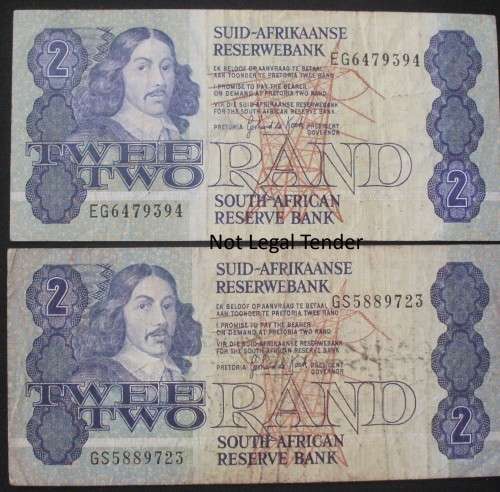 2
SUID-AFRIKAANSE
RESERWEBANK
EG6479394
EK BELOOF OP AANVRAAG TE BETAAL
AAN TOONDER TE PRETORIA TWEE RAND
I PROMISE TO PAY THE BEARER
ON DEMAND AT PRETORIA TWO RAND
VIR DIE SUID-AFRIKAANSE RESERWEBANK
FOR THE SOUTH AFRICAN RESERVE BANK
PRETORIA PRESIDENT
GOVERNOR
TWEE
TWO
RAND
2
SOUTH AFRICAN
RESERVE BANK
EG6479394
Not Legal Tender
2
SUID-AFRIKAANSE
RESERWEBANK
GS5889723
EK BELOOF OP AANVRAAG TE BETAAL
AAN TOONDER TE PRETORIA TWEE RAND
I PROMISE TO PAY THE BEARER
ON DEMAND AT PRETORIA TWO RAND
VIR DIE SUID-AFRIKAANSE RESERWEBANK
FOR THE SOUTH AFRICAN RESERVE BANK
PRETORIA PRESIDENT
GOVERNOR
TWEE
TWO
RAND
2
SOUTH AFRICAN
RESERVE BANK
GS5889723